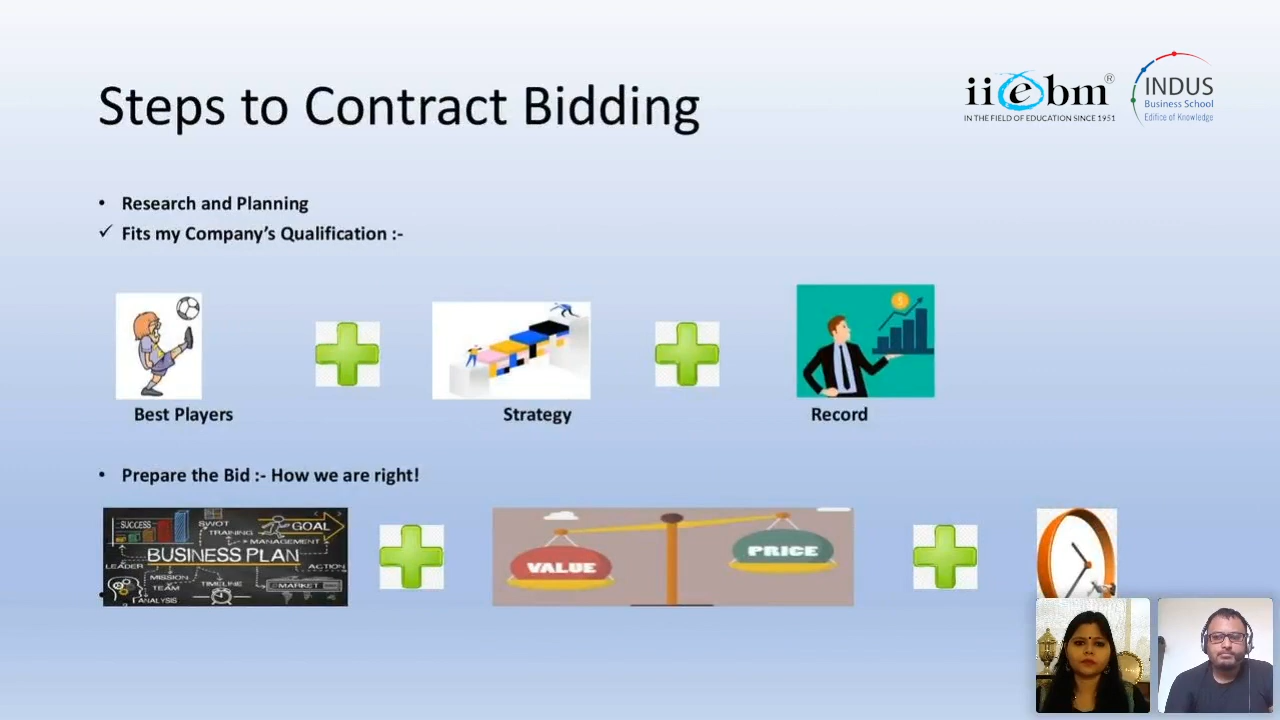 Steps to Contract Bidding
iiebm®
IN THE FIELD OF EDUCATION SINCE 1951
INDUS
Business School
Edifice of Knowledge
• Research and Planning
✓ Fits my Company’s Qualification :-
Best Players
Strategy
Record
• Prepare the Bid :- How we are right!
SUCCESS
SWOT
TRAINING
GOAL
MANAGEMENT
BUSINESS PLAN
LEADER
ACTION
MISSION
TEAM
TIMELINE
MARKET
ANALYSIS
VALUE
PRICE